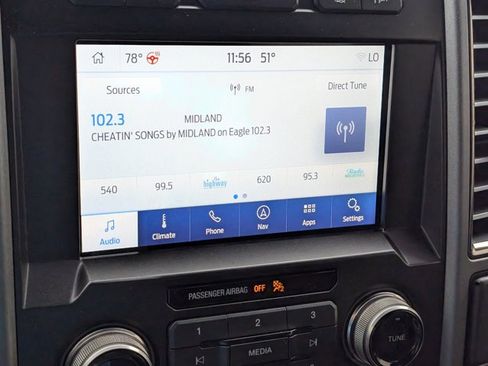 78° 11:56 51° LO
Sources FM Direct Tune
102.3 MIDLAND
CHEATIN' SONGS by MIDLAND on Eagle 102.3
540 99.5 the highway 620 95.3
Audio Climate Phone Nav Apps Settings
PASSENGER AIRBAG OFF
1 2 3
MEDIA
TUNE